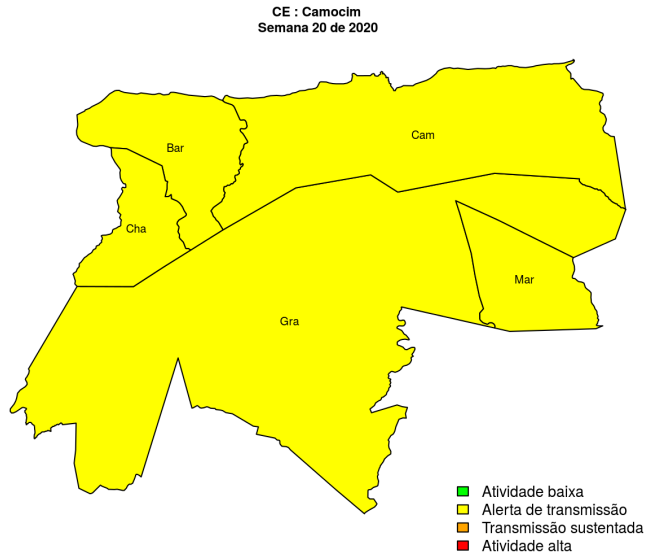 CE : Camocim
Semana 20 de 2020
Cam
Bar
Cha
Mar
Gra
Atividade baixa
Alerta de transmissão
Transmissão sustentada
Atividade alta